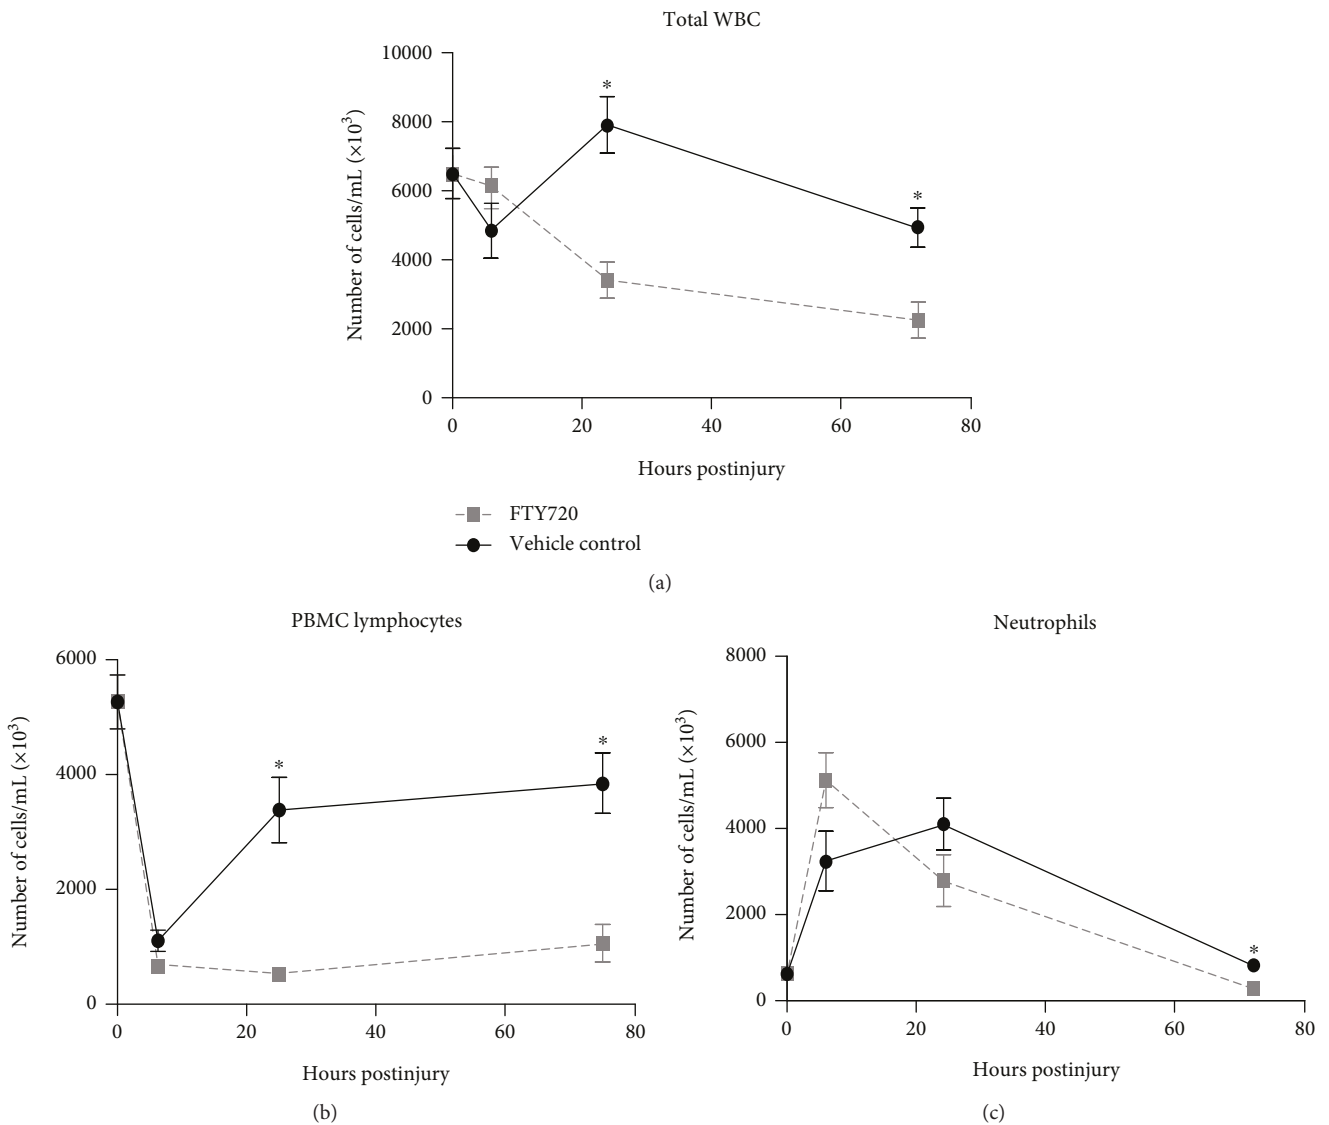 Total WBC
Number of cells/mL (×10³)
10000
8000
6000
4000
2000
0
*
*
0 20 40 60 80
Hours postinjury
FTY720
Vehicle control
(a)
PBMC lymphocytes
Number of cells/mL (×10³)
6000
4000
2000
0
*
*
0 20 40 60 80
Hours postinjury
(b)
Neutrophils
Number of cells/mL (×10³)
8000
6000
4000
2000
0
*
0 20 40 60 80
Hours postinjury
(c)